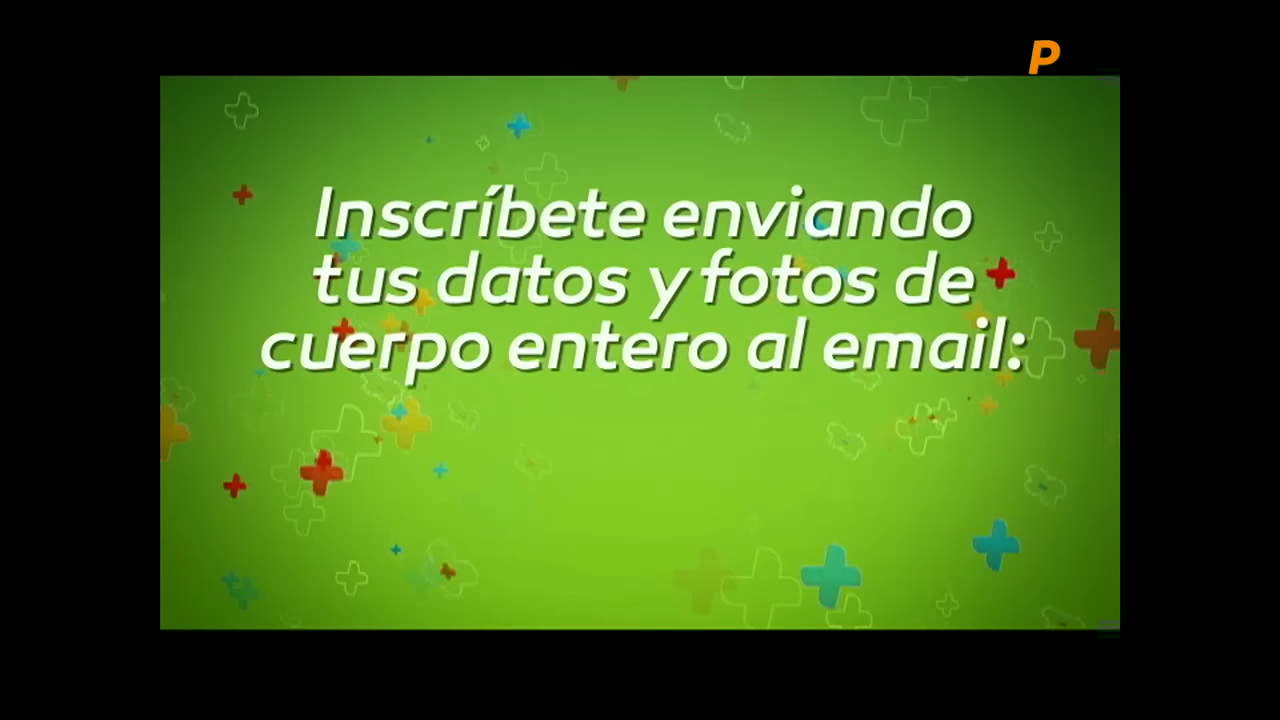 P
Inscríbete enviando
tus datos y fotos de
cuerpo entero al email: